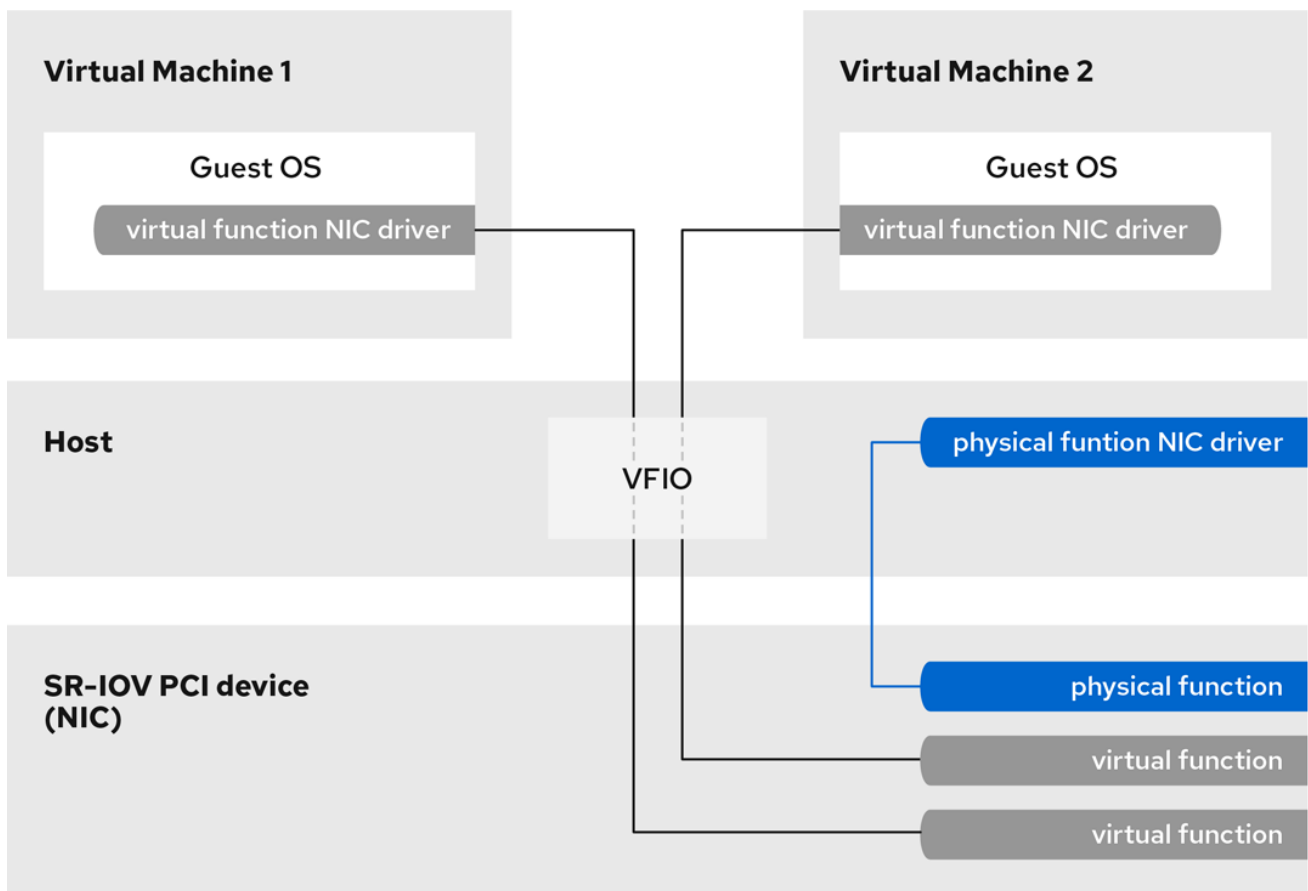 Virtual Machine 1
Guest OS
virtual function NIC driver
Virtual Machine 2
Guest OS
virtual function NIC driver
Host
VFIO
physical funtion NIC driver
SR-IOV PCI device
(NIC)
physical function
virtual function
virtual function